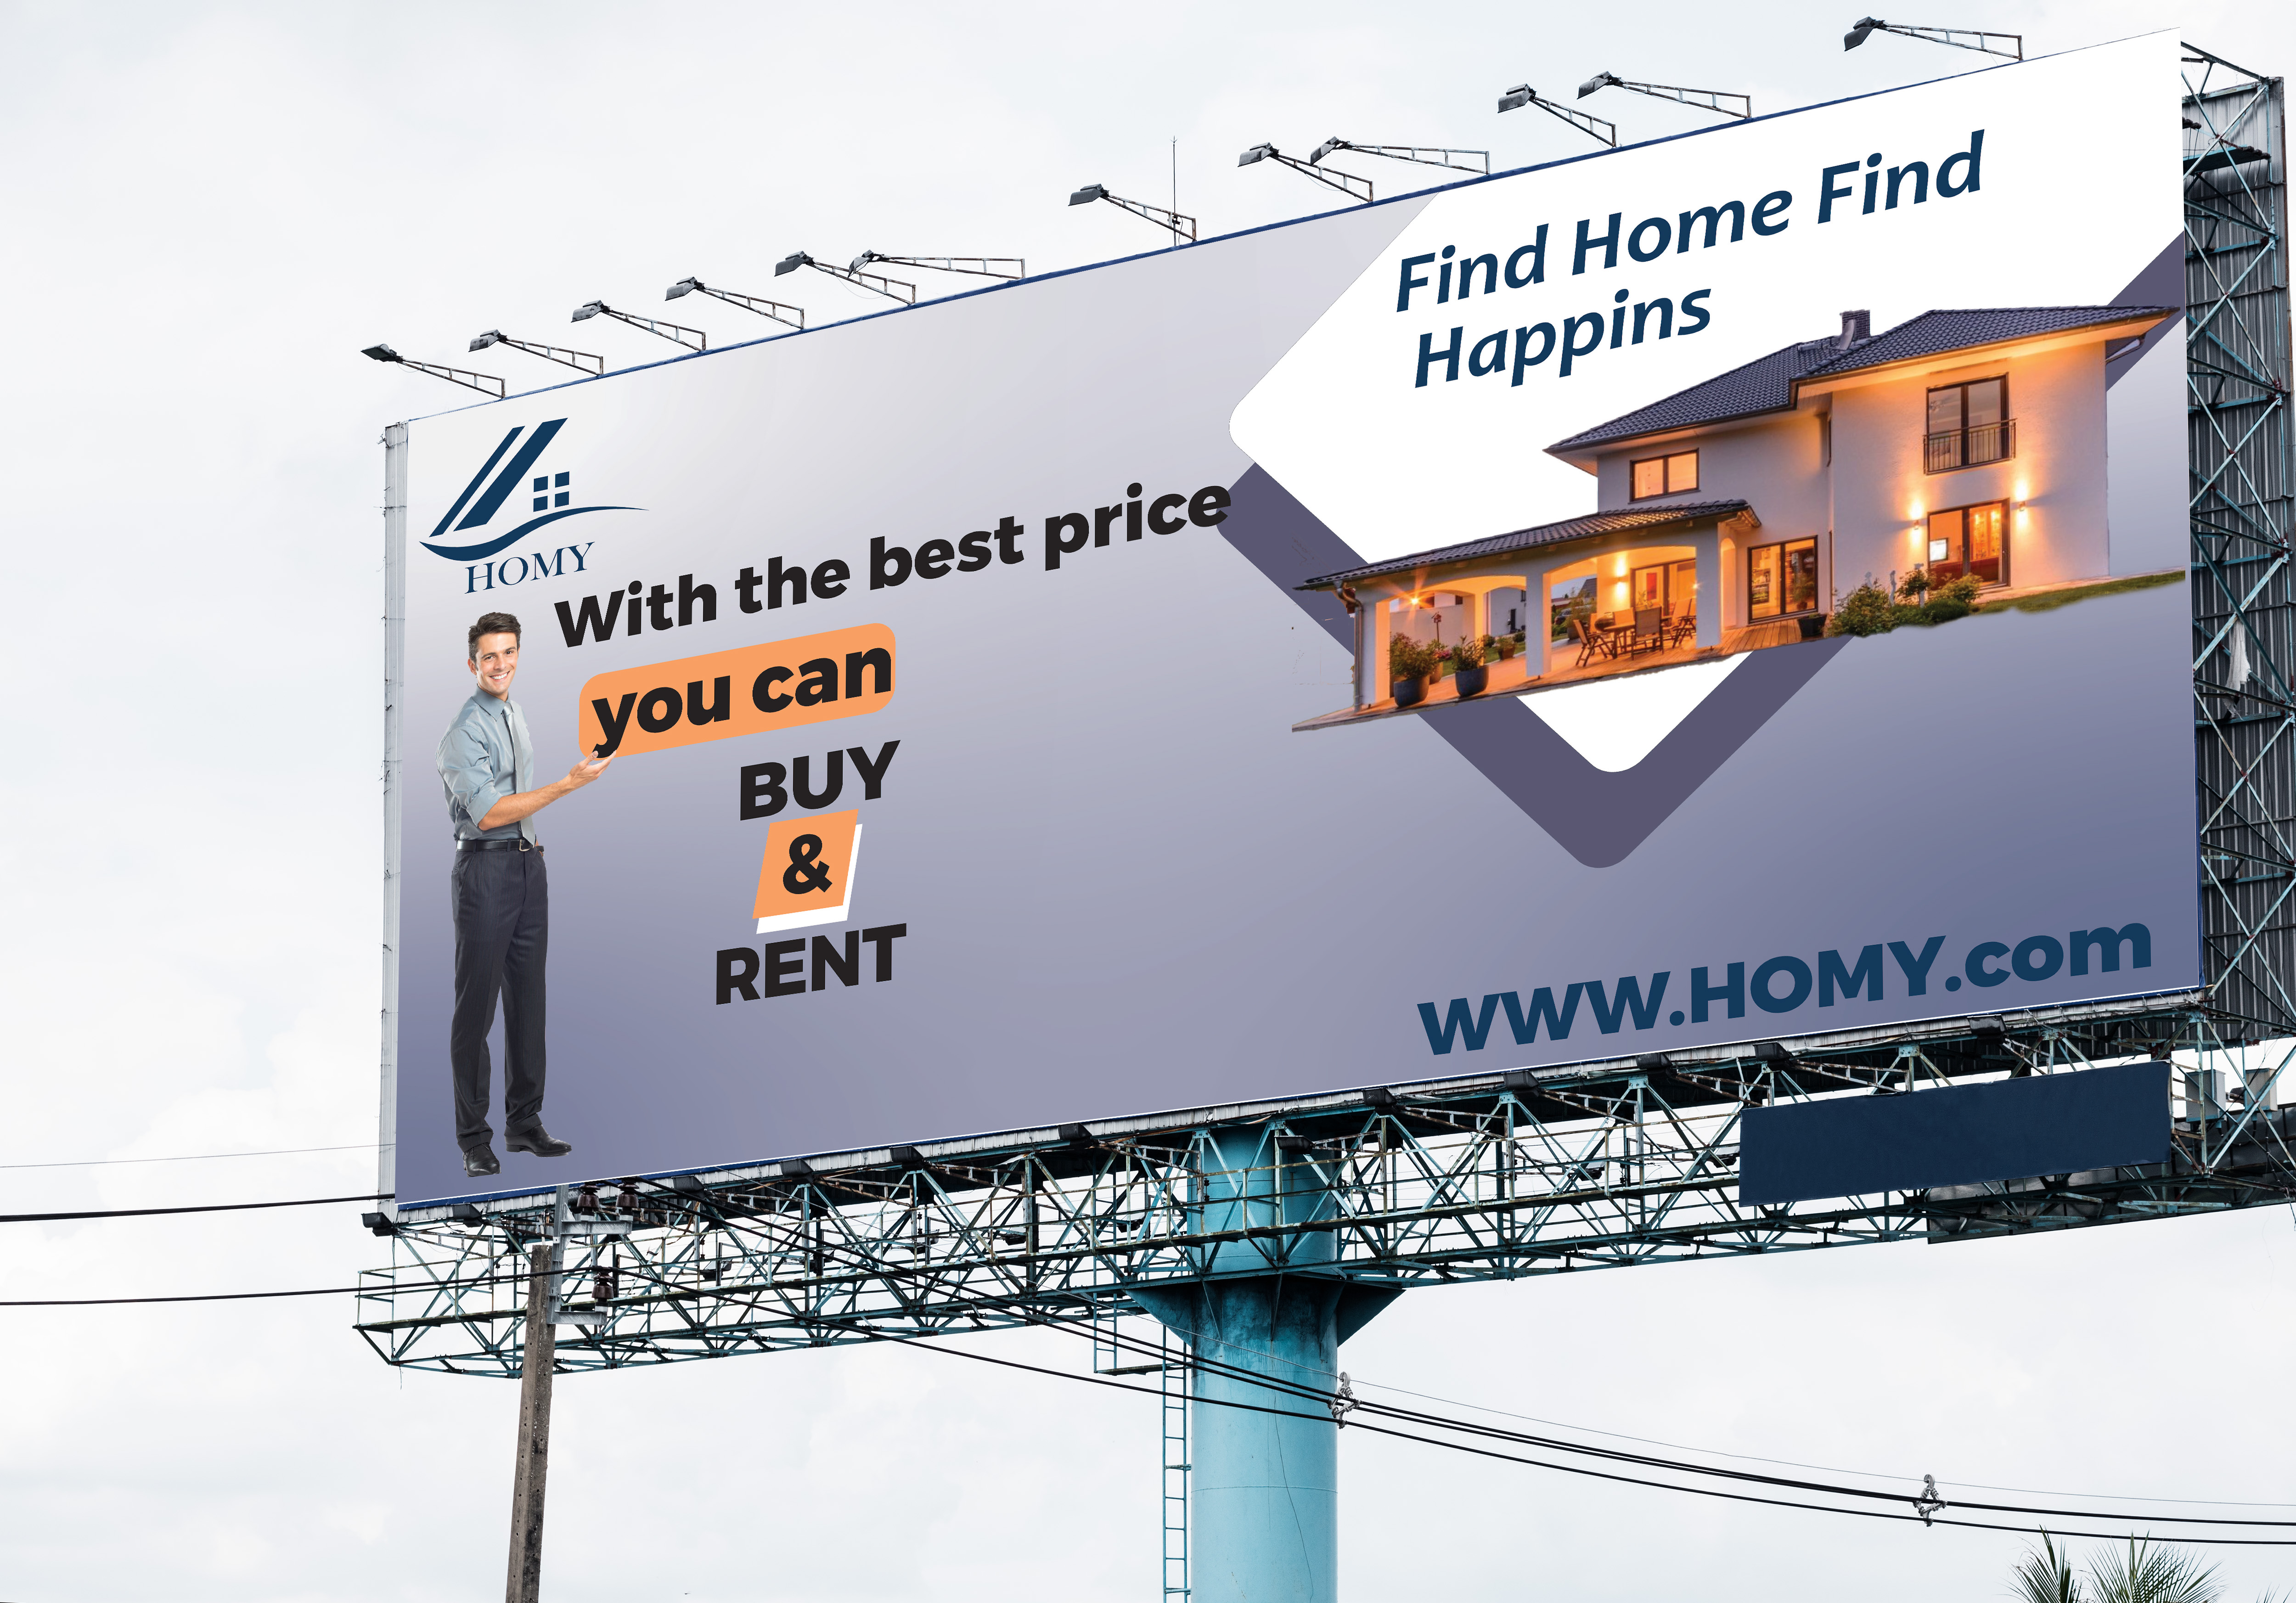 HOMY
With the best price
you can
BUY
&
RENT
Find Home Find
Happins
WWW.HOMY.com